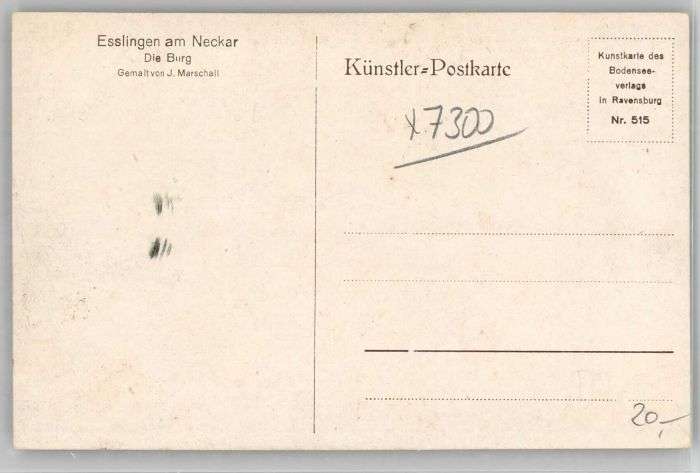 Esslingen am Neckar
Die Burg
Gemalt von J. Marschall
Künstler=Postkarte
Kunstkarte des
Bodensee-
verlags
in Ravensburg
Nr. 515
x 7300
20,-